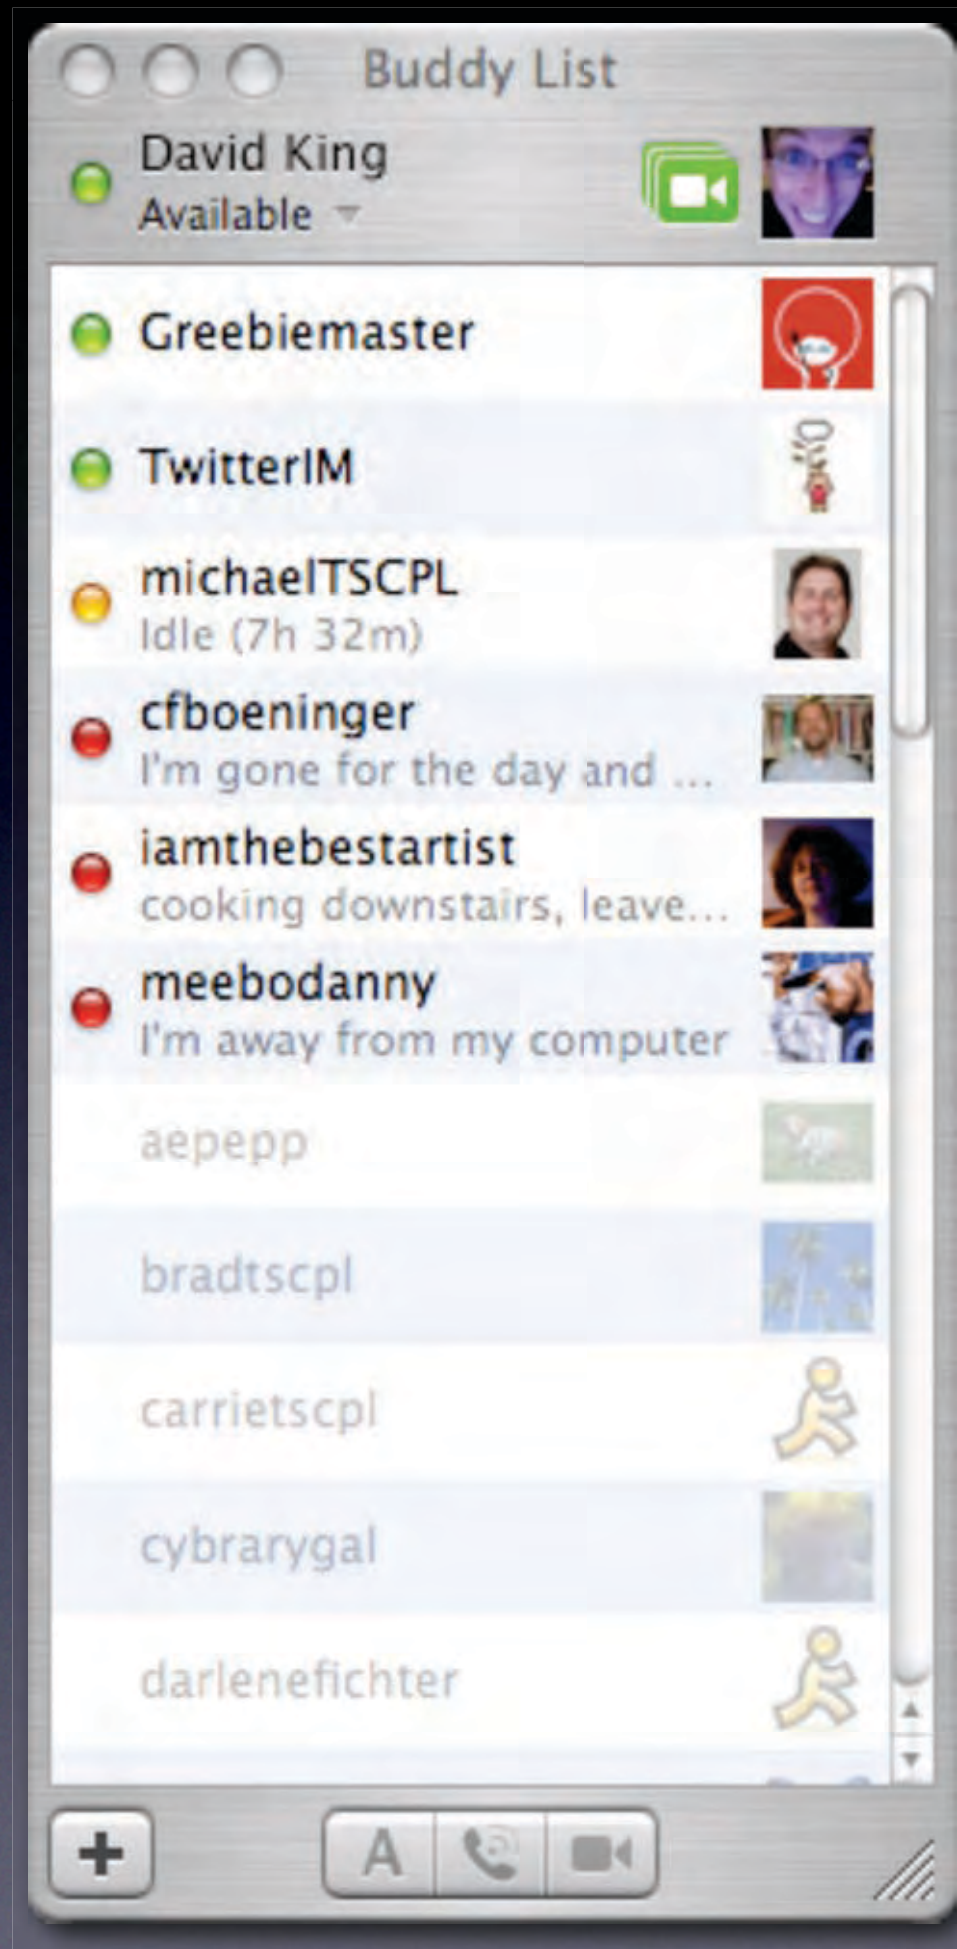 Buddy List
David King
Available
Greebiemaster
TwitterIM
michaelTSCPL
Idle (7h 32m)
cfboeninger
I'm gone for the day and ...
iamthebestartist
cooking downstairs, leave...
meebodanny
I'm away from my computer
aepepp
bradtscpl
carrietscpl
cybrarygal
darlenefichter
A